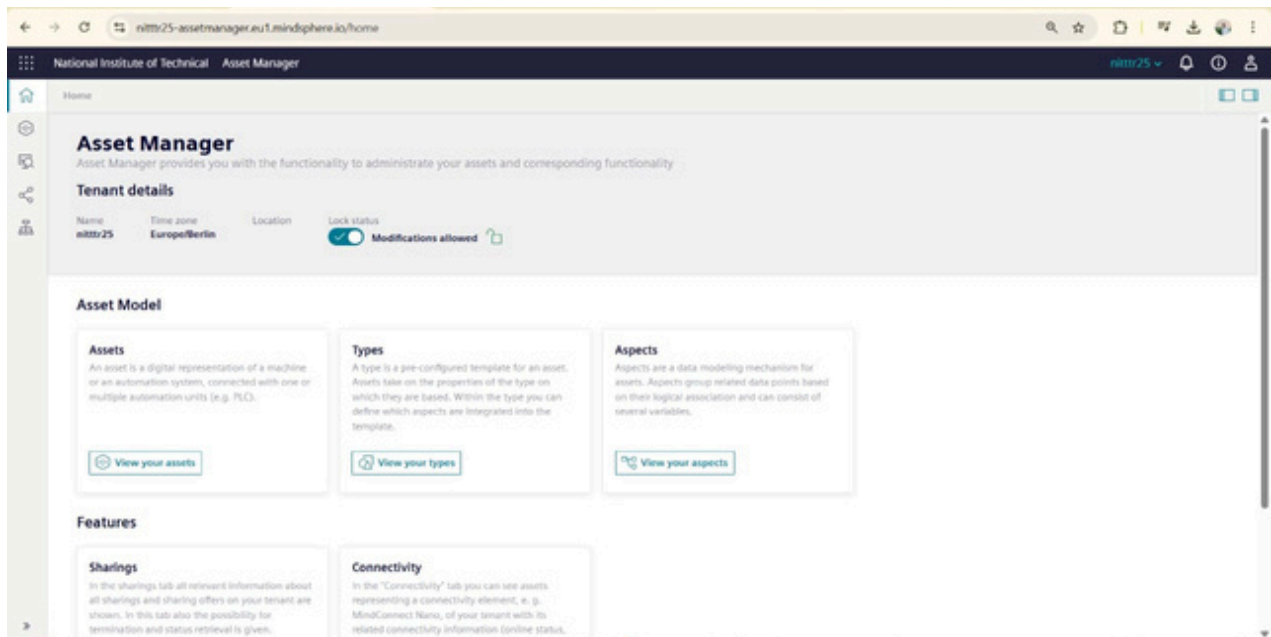 nitttr25-assetmanager.eu1.mindsphere.io/home
National Institute of Technical Asset Manager
nitttr25
Home
Asset Manager
Asset Manager provides you with the functionality to administrate your assets and corresponding functionality
Tenant details
Name Time zone Location Lock status
nitttr25 Europe/Berlin Modifications allowed
Asset Model
Assets
An asset is a digital representation of a machine
or an automation system, connected with one or
multiple automation units (e.g. PLC).
View your assets
Types
A type is a pre-configured template for an asset.
Assets take on the properties of the type on
which they are based. Within the type you can
define which aspects are integrated into the
template.
View your types
Aspects
Aspects are a data modeling mechanism for
assets. Aspects group related data points based
on their logical association and can consist of
several variables.
View your aspects
Features
Sharings
In the sharings tab all relevant information about
all sharings and sharing offers on your tenant are
shown. In this tab also the possibility for
termination and status retrieval is given.
Connectivity
In the "Connectivity" tab you can see assets
representing a connectivity element, e. g.
MindConnect Nano, of your tenant with its
related connectivity information (online status,